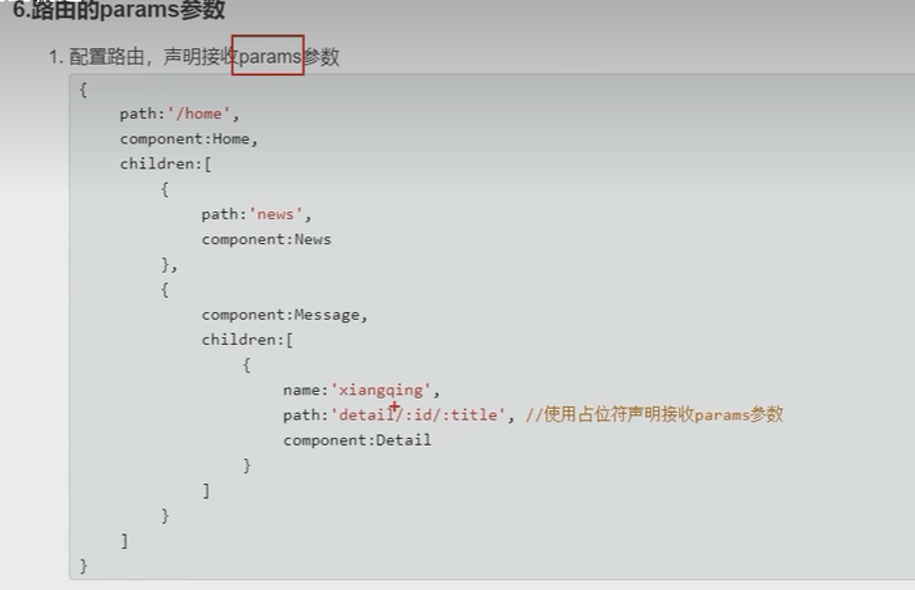 6.路由的params参数
1. 配置路由，声明接收params参数
{
path:'/home',
component:Home,
children:[
{
path:'news',
component:News
},
{
component:Message,
children:[
{
name:'xiangqing',
path:'detail/:id/:title', //使用占位符声明接收params参数
component:Detail
}
]
}
]
}